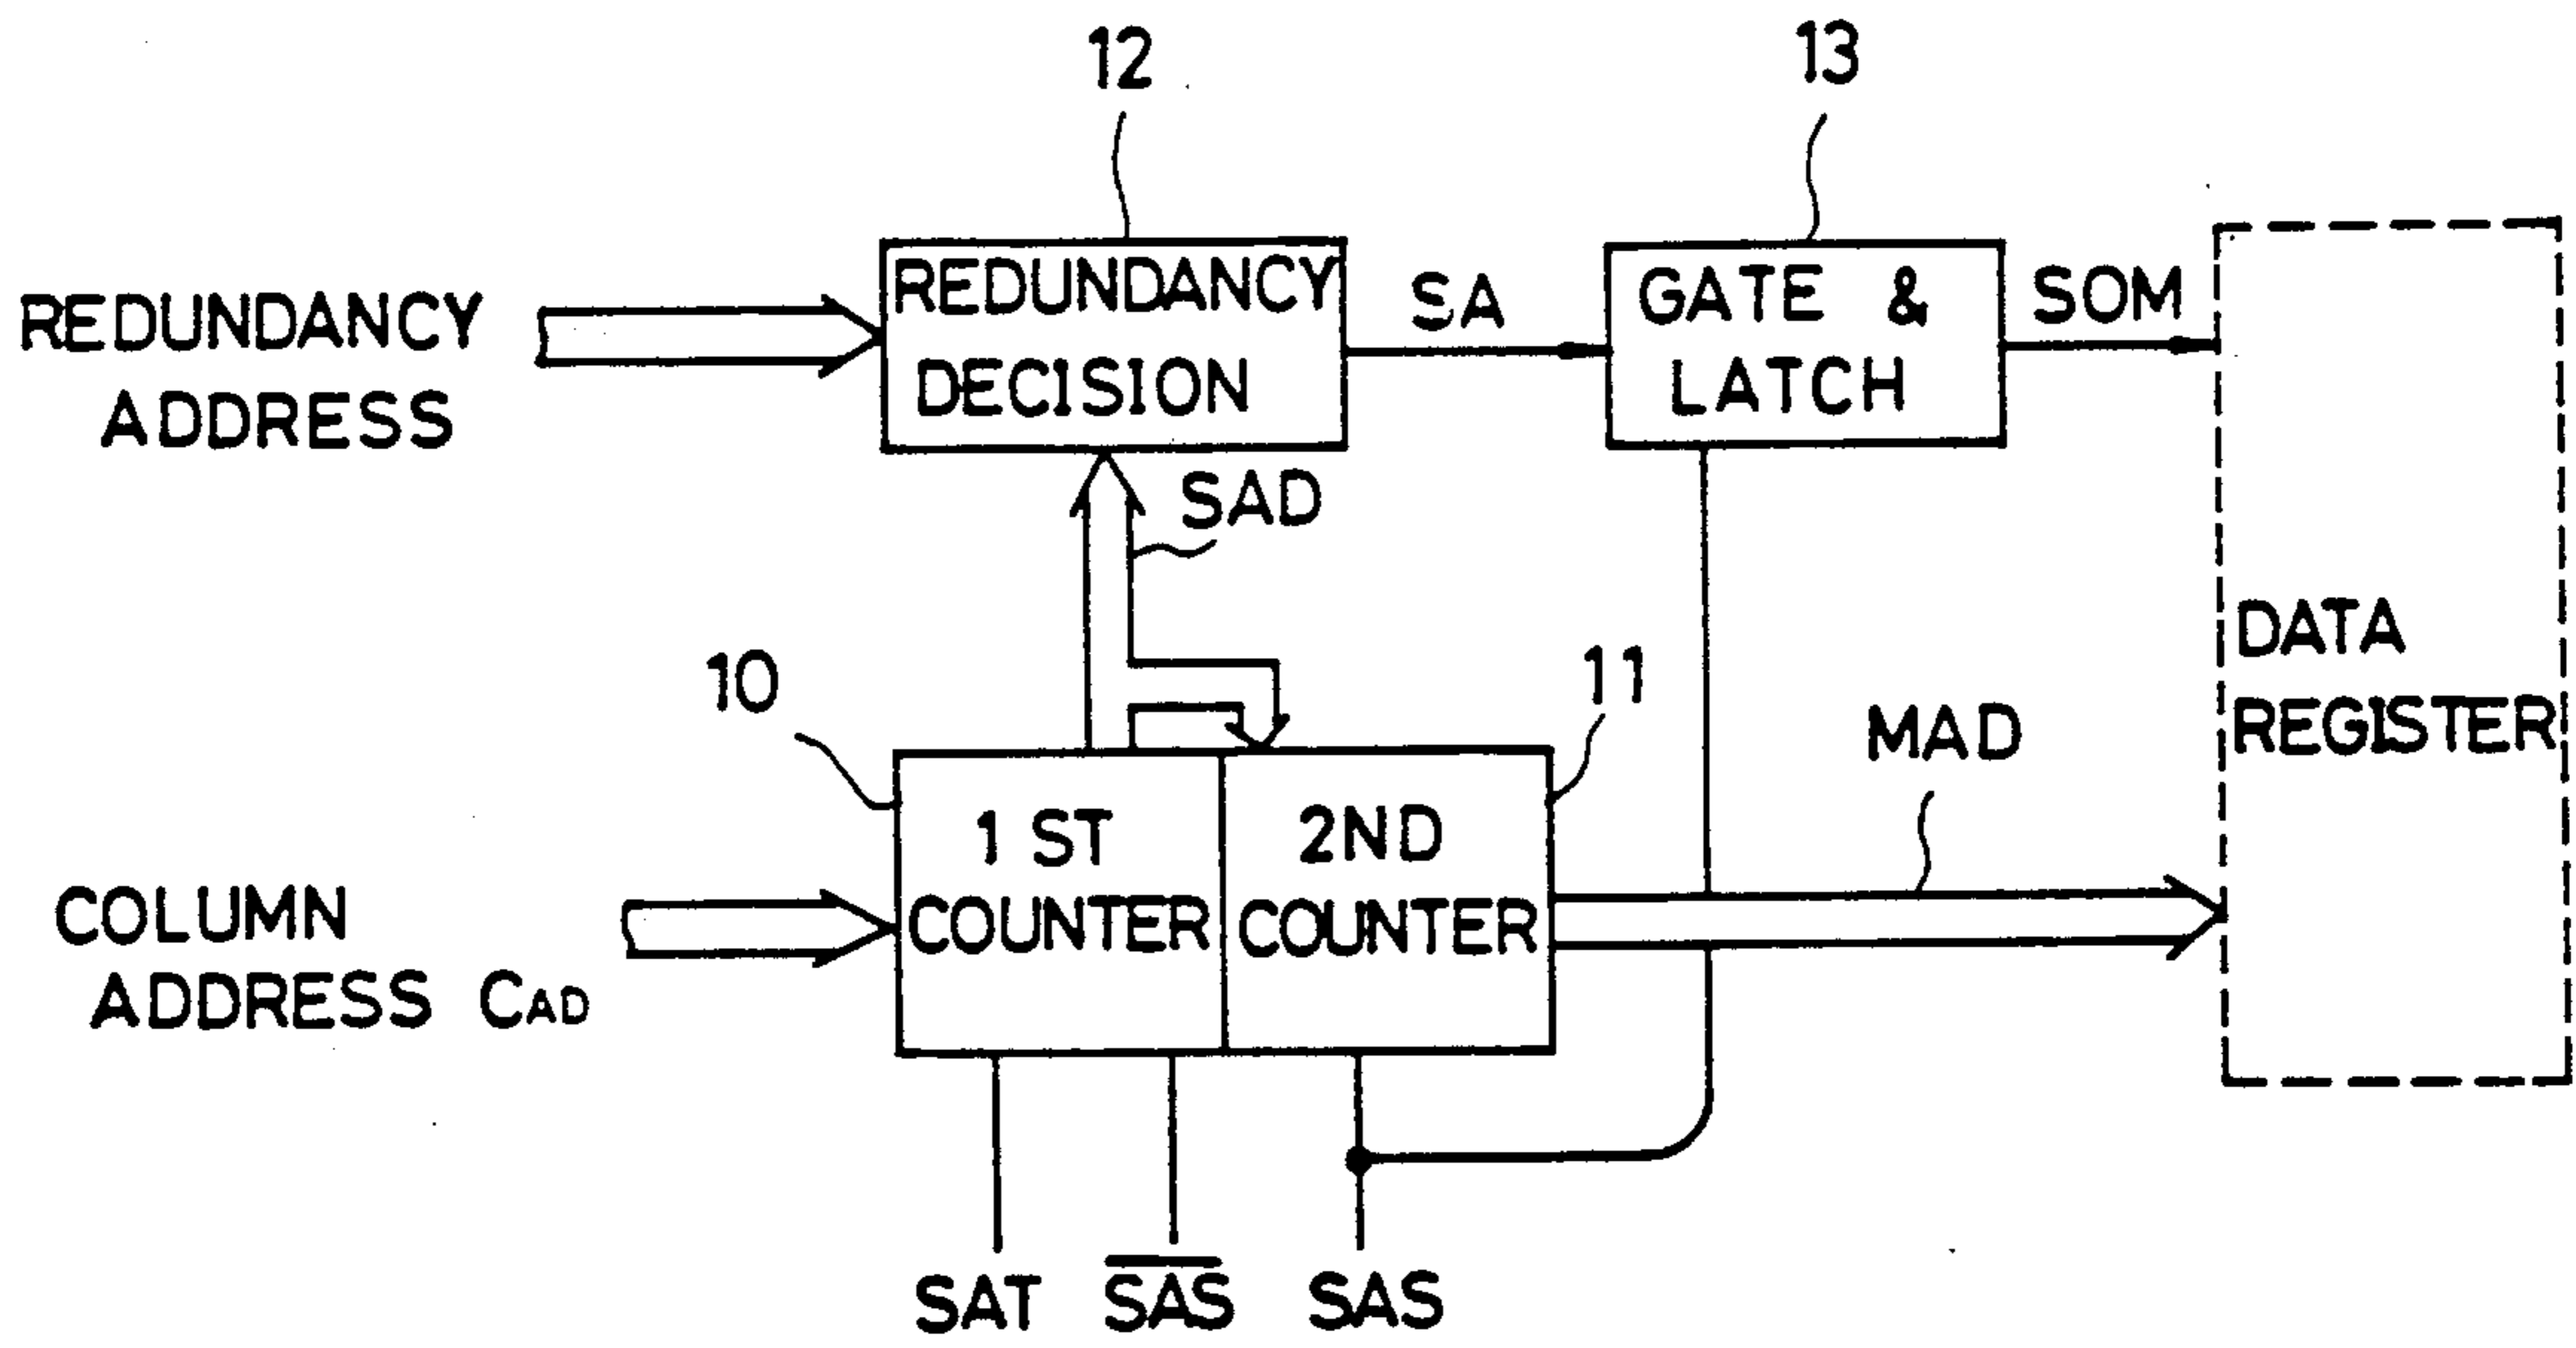 12
13
REDUNDANCY
ADDRESS
REDUNDANCY
DECISION
SA
GATE &
LATCH
SOM
SAD
DATA
REGISTER
10
11
MAD
1 ST
COUNTER
2ND
COUNTER
COLUMN
ADDRESS CAD
SAT
S̅A̅S̅
SAS